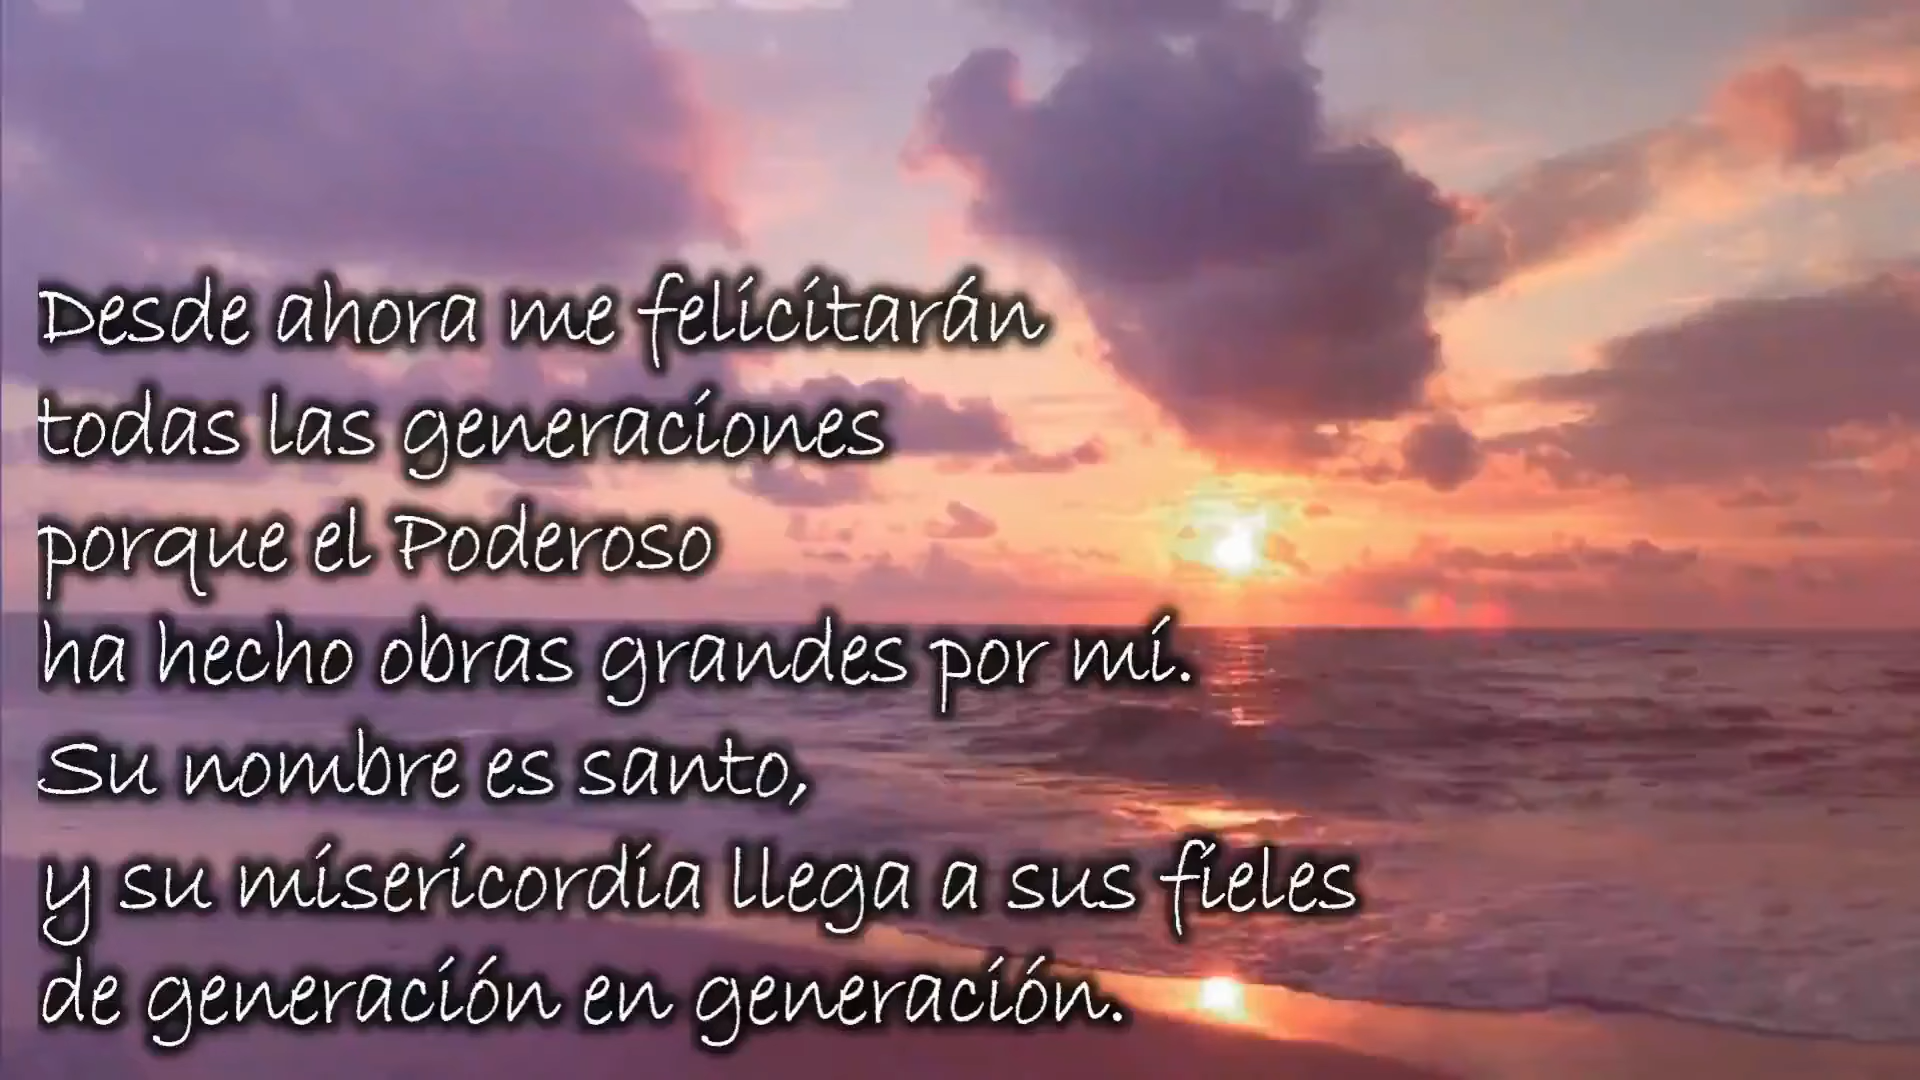 Desde ahora me felicitarán
todas las generaciones
porque el Poderoso
ha hecho obras grandes por mí.
Su nombre es santo,
y su misericordia llega a sus fieles
de generación en generación.